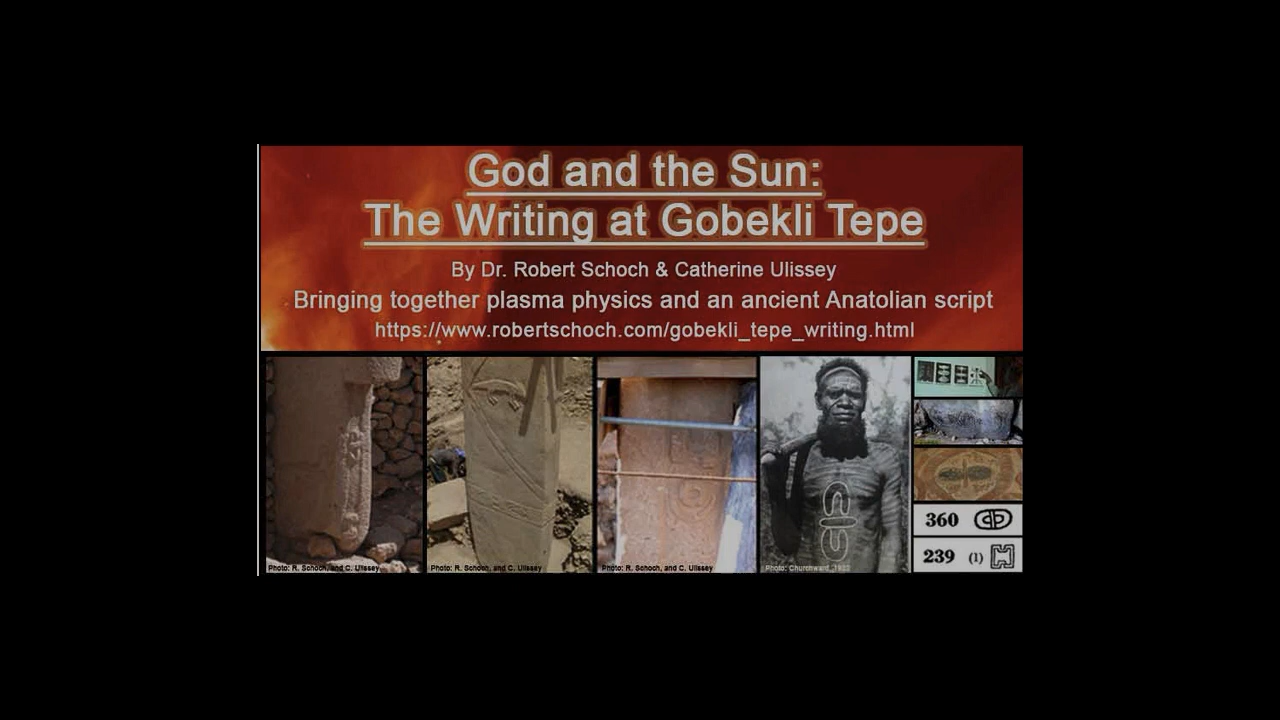 God and the Sun:
The Writing at Gobekli Tepe
By Dr. Robert Schoch & Catherine Ulissey
Bringing together plasma physics and an ancient Anatolian script
https://www.robertschoch.com/gobekli_tepe_writing.html
Photo: R. Schoch, and C. Ulissey
Photo: R. Schoch, and C. Ulissey
Photo: R. Schoch, and C. Ulissey
Photo: Churchward,
360
239 (1)